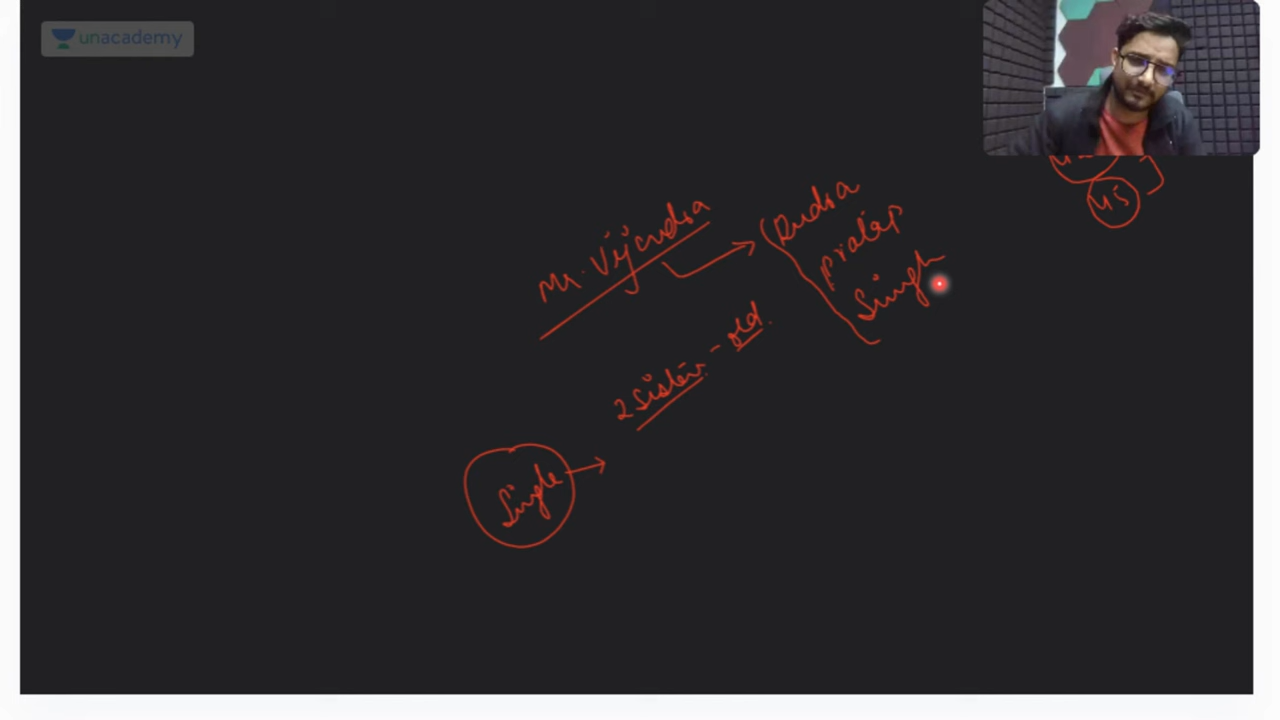 unacademy
45
Mr. Vijendra
(Rudra
pratap
Singh
2 Sister. - old.
Single